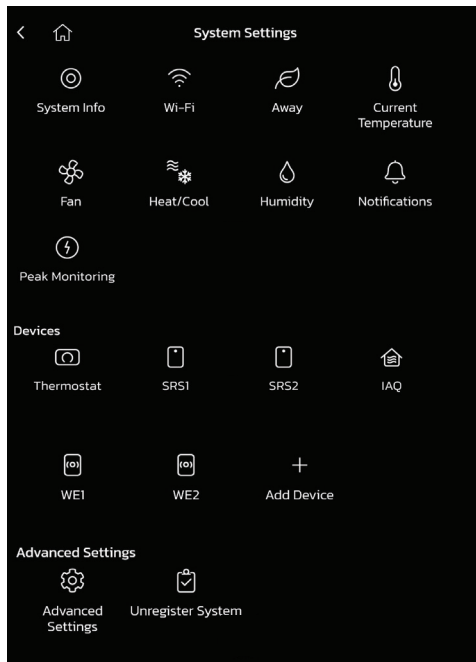 System Settings
System Info
Wi-Fi
Away
Current
Temperature
Fan
Heat/Cool
Humidity
Notifications
Peak Monitoring
Devices
Thermostat
SRS1
SRS2
IAQ
WE1
WE2
Add Device
Advanced Settings
Advanced
Settings
Unregister System